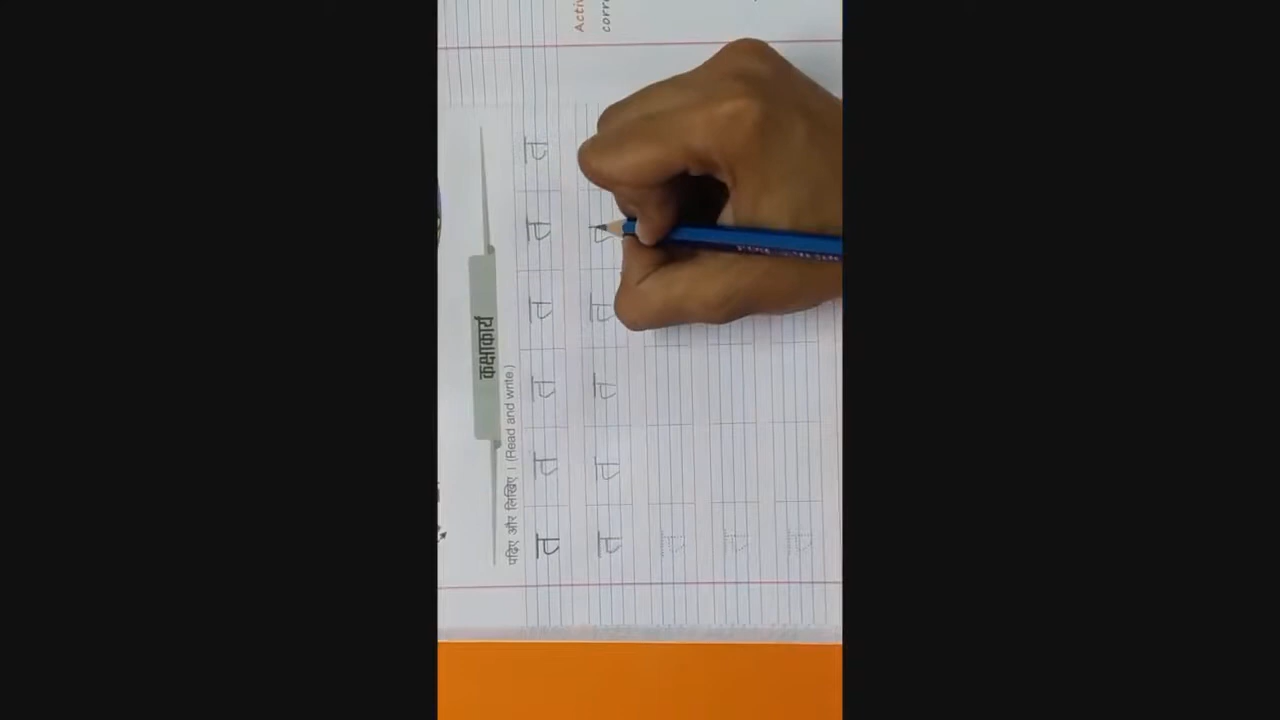 कक्षाकार्य
पढ़िए और लिखिए । (Read and write.)
त त त त त त
त त त त
त
त
त